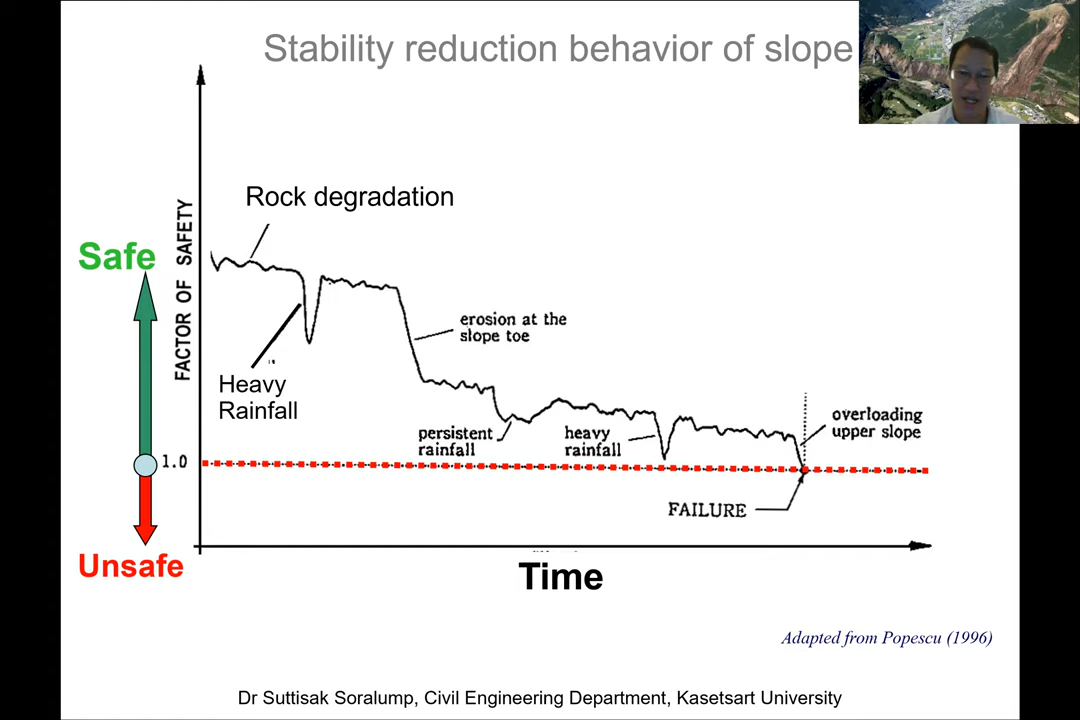 Stability reduction behavior of slope
Rock degradation
Safe
FACTOR OF SAFETY
erosion at the
slope toe
Heavy
Rainfall
persistent
rainfall
heavy
rainfall
overloading
upper slope
1.0
FAILURE
Unsafe
Time
Adapted from Popescu (1996)
Dr Suttisak Soralump, Civil Engineering Department, Kasetsart University